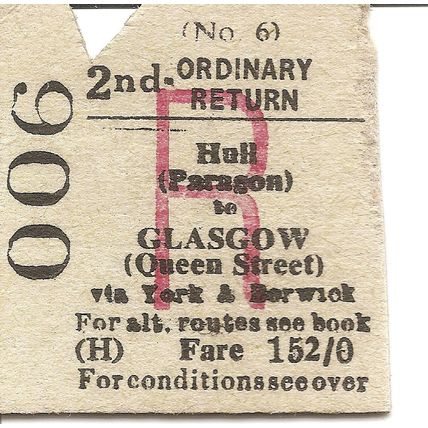 (No. 6)
2nd. ORDINARY
RETURN
Hull
(Paragon)
to
GLASGOW
(Queen Street)
via York & Berwick
For alt. routes see book
(H) Fare 152/0
For conditions see over
R
006